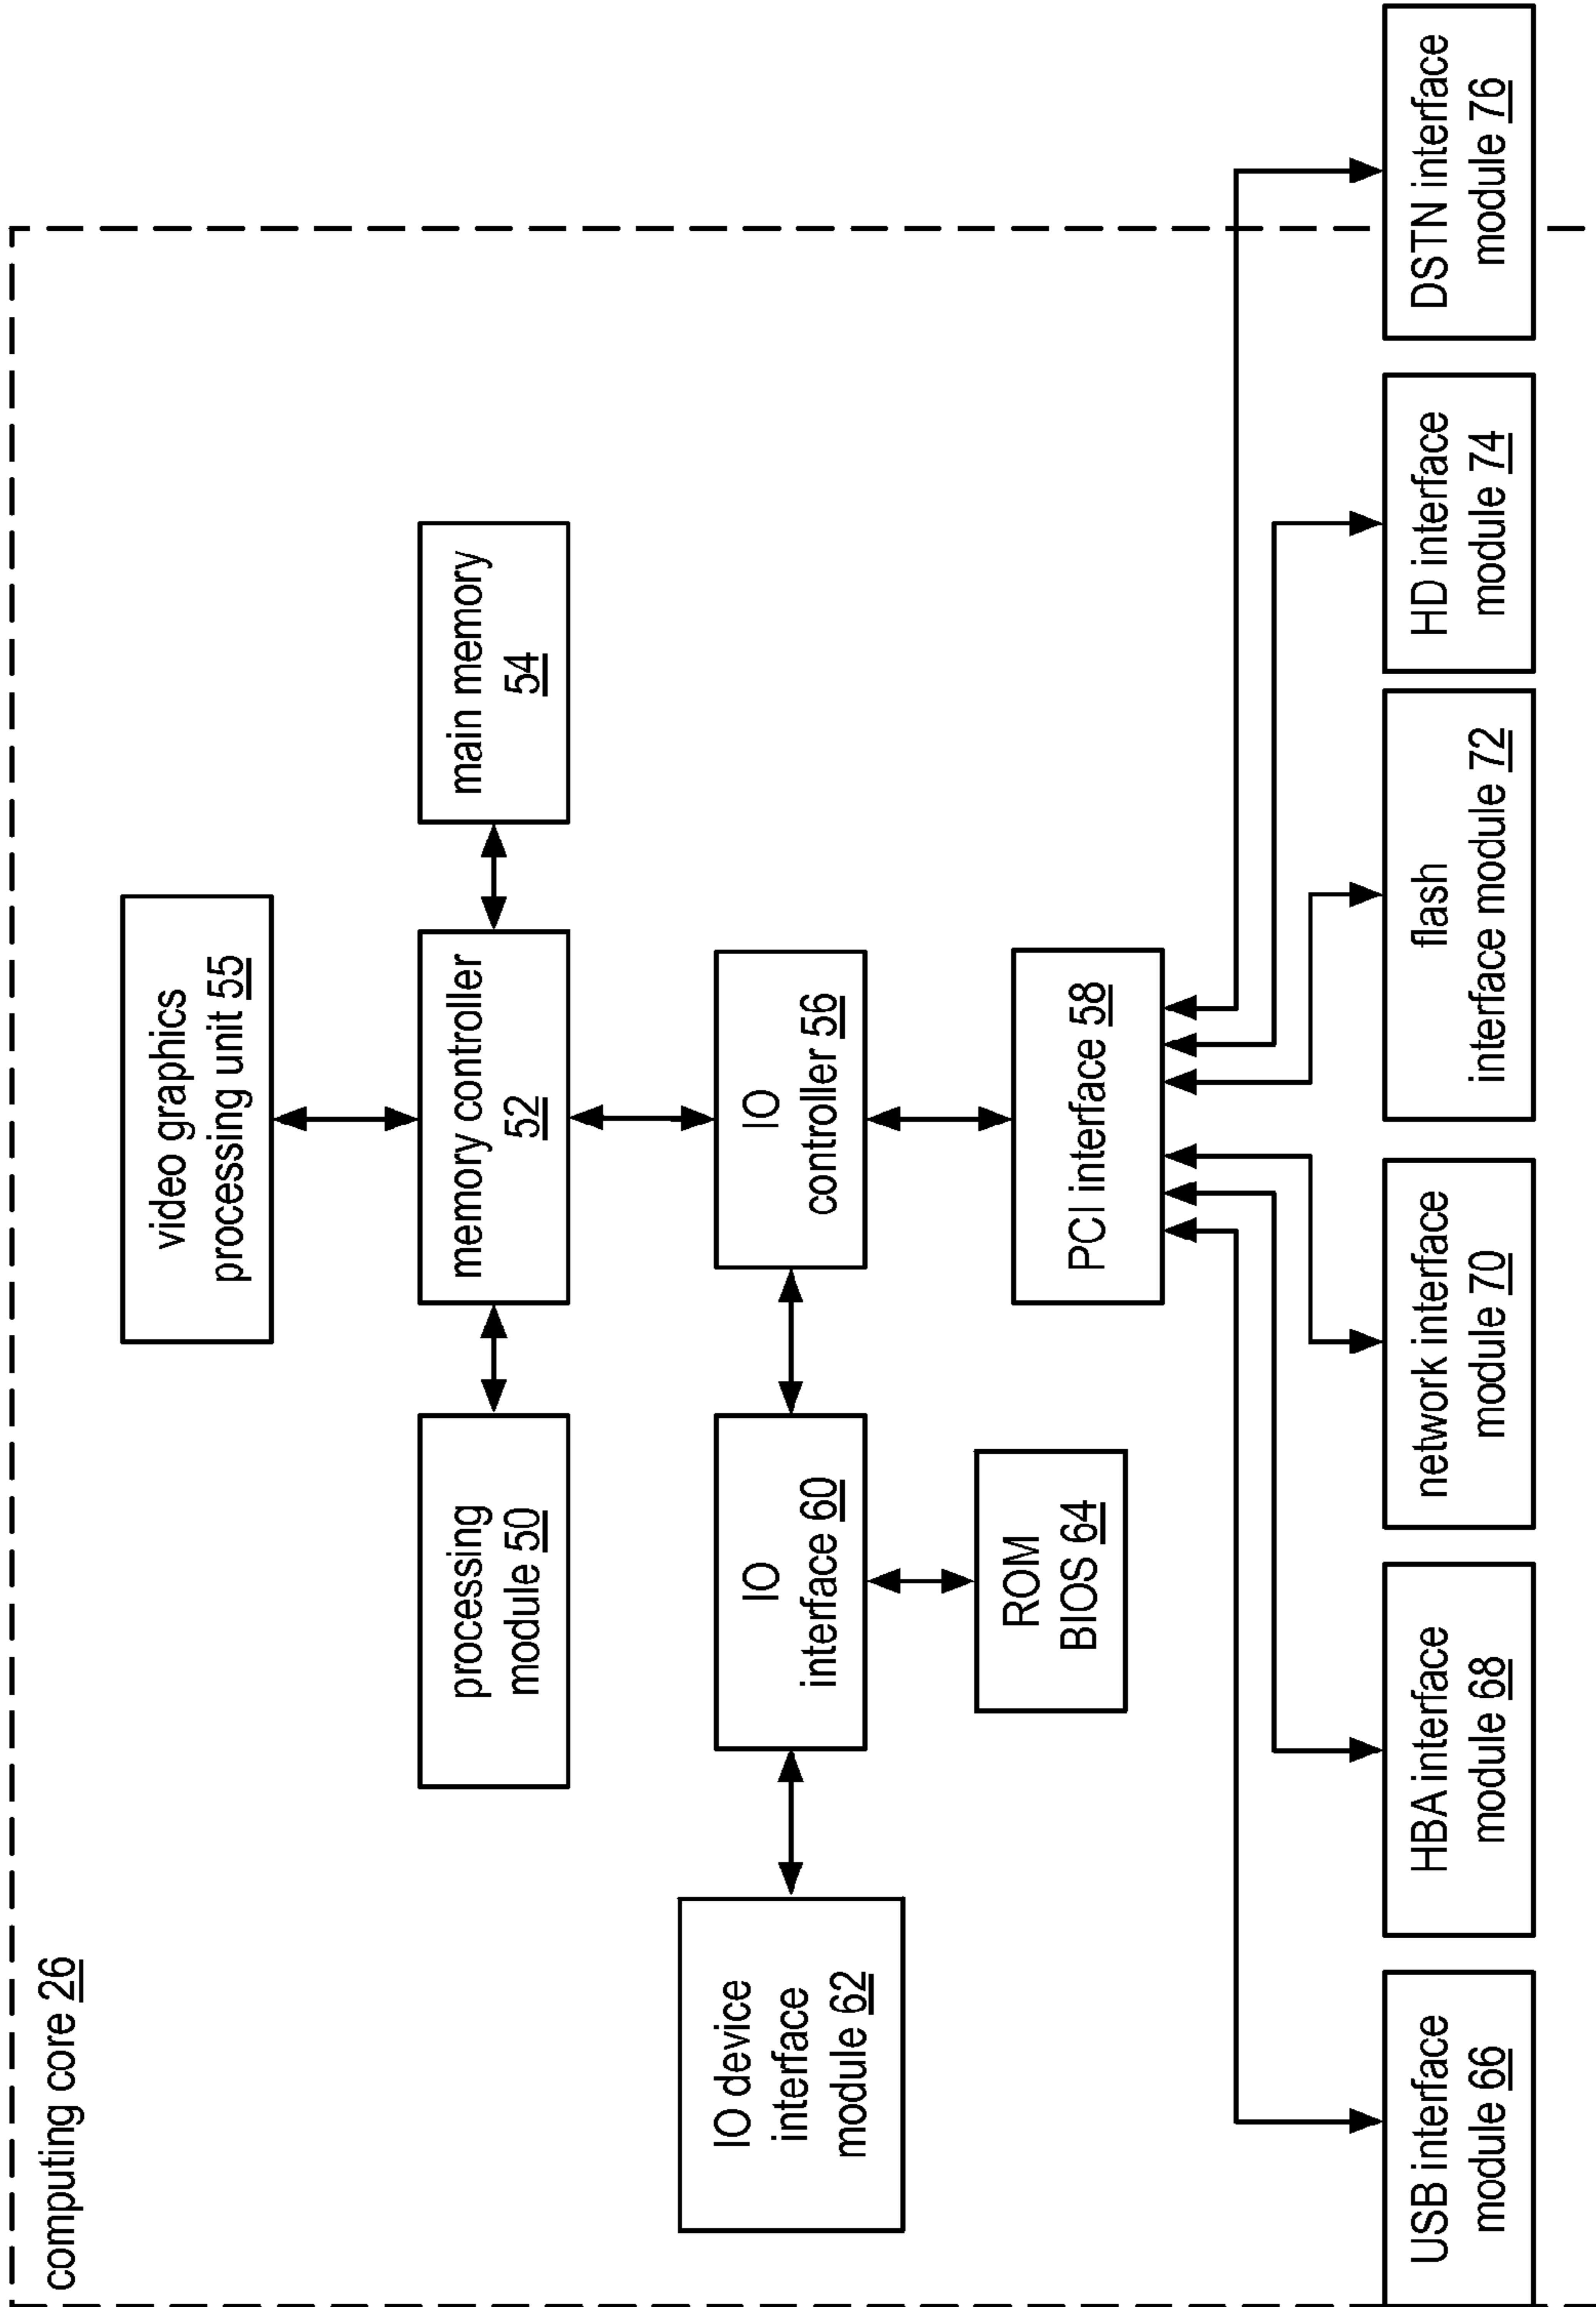 computing core 26
video graphics
processing unit 55
processing
module 50
memory controller
52
main memory
54
IO device
interface
module 62
IO
interface 60
IO
controller 56
ROM
BIOS 64
PCI interface 58
USB interface
module 66
HBA interface
module 68
network interface
module 70
flash
interface module 72
HD interface
module 74
DSTN interface
module 76